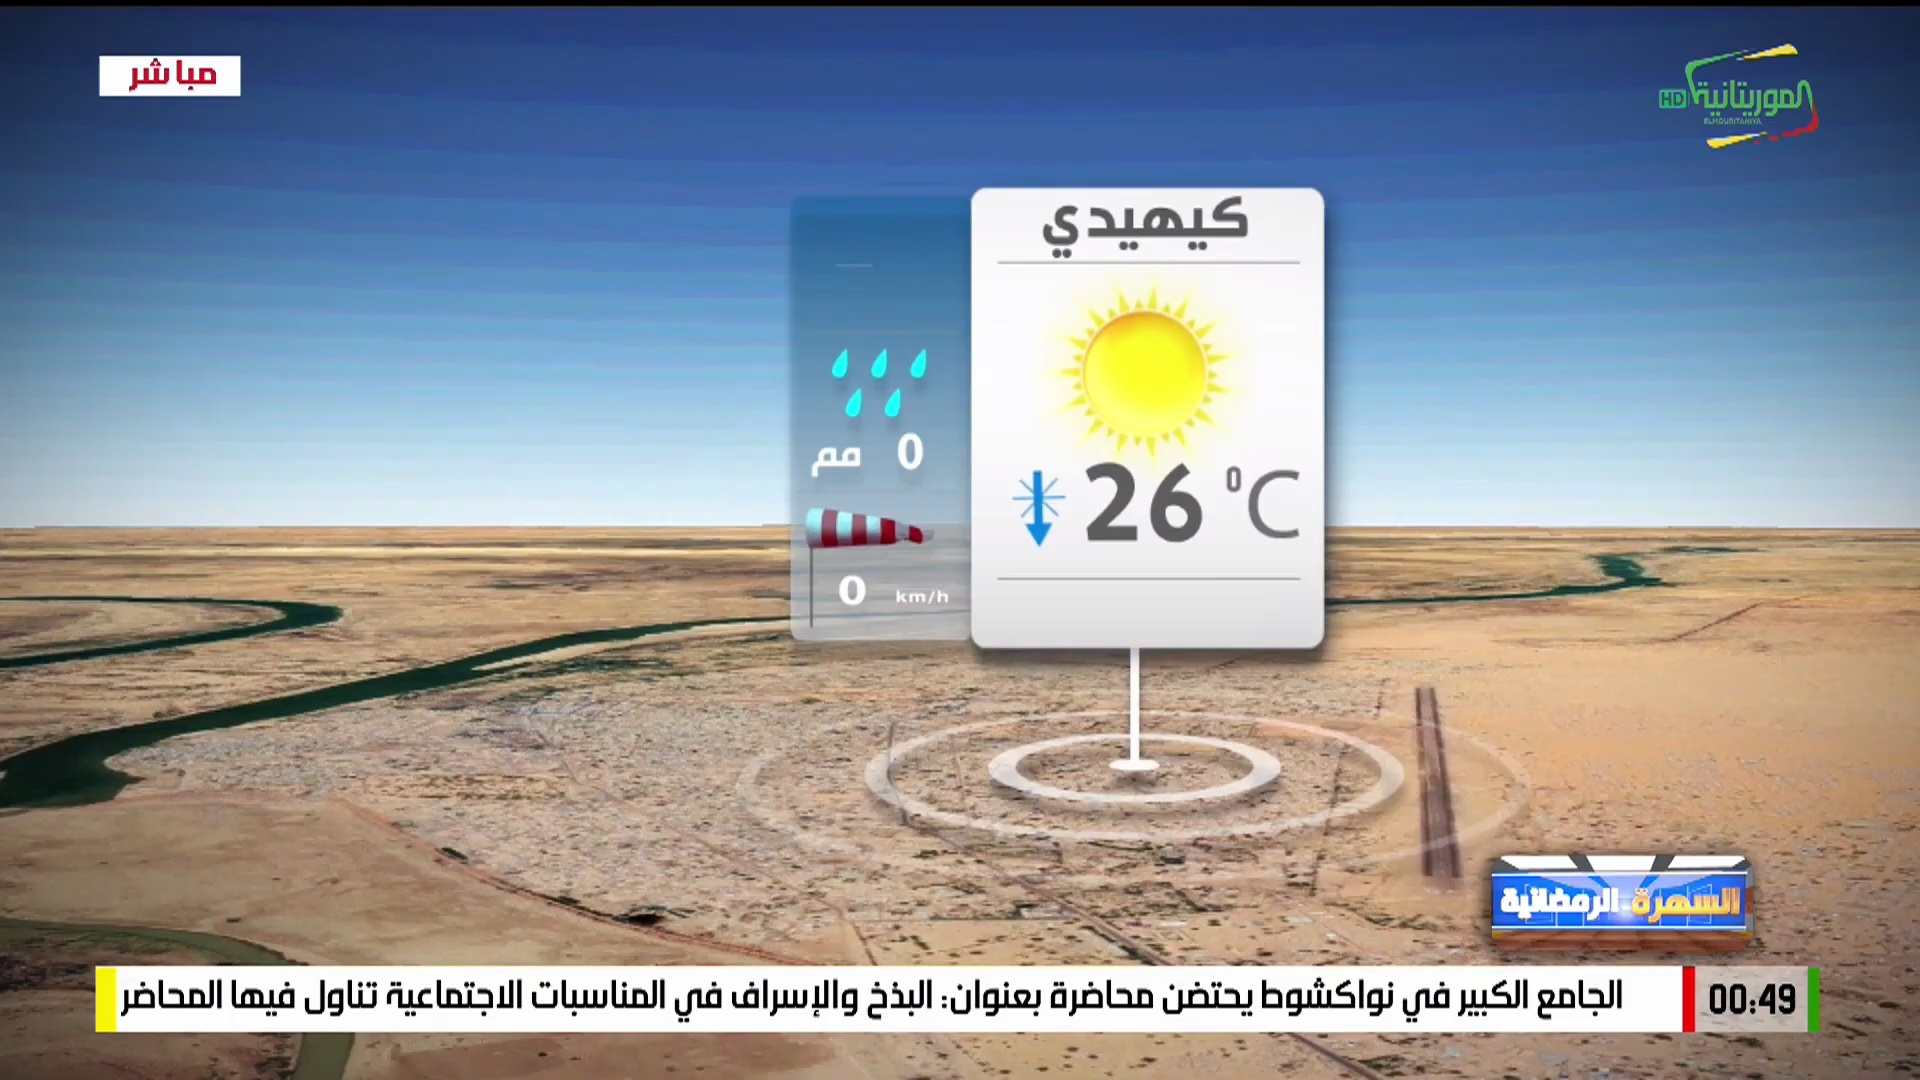 مباشر
الموريتانية HD
ELMOURITANIYA
كيهيدي
26 °C
0 مم
0 km/h
السهرة الرمضانية
الجامع الكبير في نواكشوط يحتضن محاضرة بعنوان: البذخ والإسراف في المناسبات الاجتماعية تناول فيها المحاضر
00:49